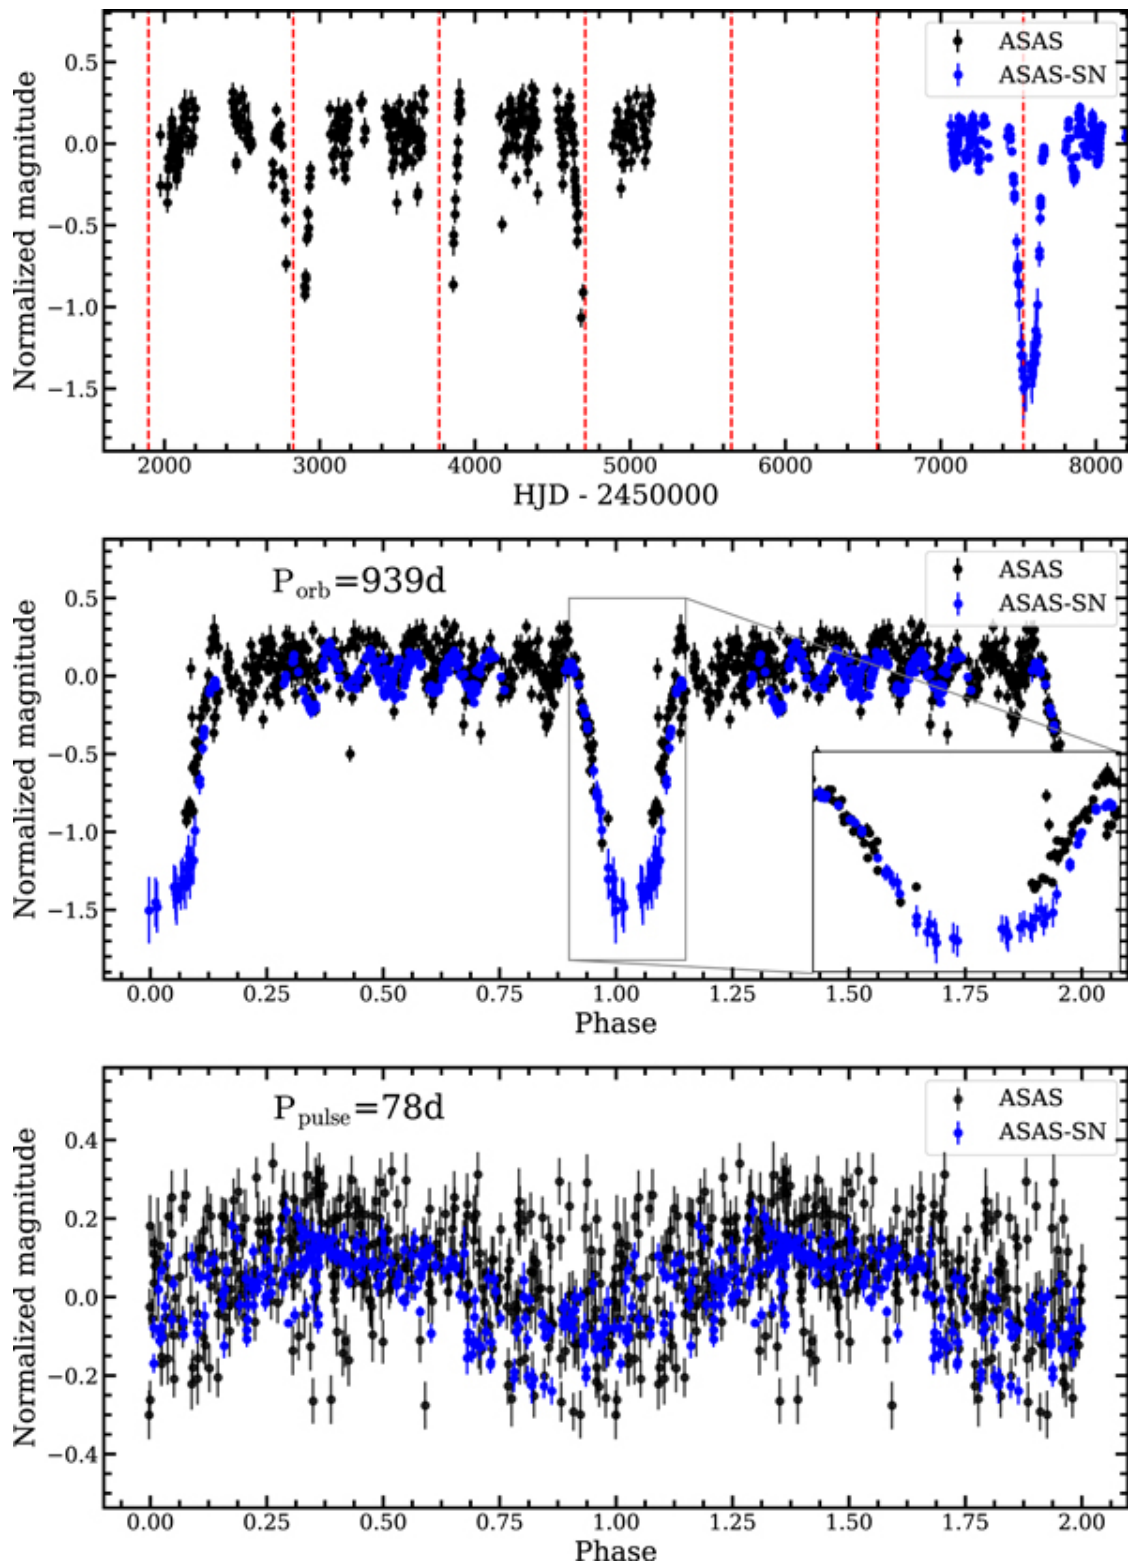 ASAS
ASAS-SN
Normalized magnitude
0.5
0.0
−0.5
−1.0
−1.5
2000 3000 4000 5000 6000 7000 8000
HJD - 2450000
P_orb=939d
ASAS
ASAS-SN
Normalized magnitude
0.5
0.0
−0.5
−1.0
−1.5
0.00 0.25 0.50 0.75 1.00 1.25 1.50 1.75 2.00
Phase
P_pulse=78d
ASAS
ASAS-SN
Normalized magnitude
0.4
0.2
0.0
−0.2
−0.4
0.00 0.25 0.50 0.75 1.00 1.25 1.50 1.75 2.00
Phase